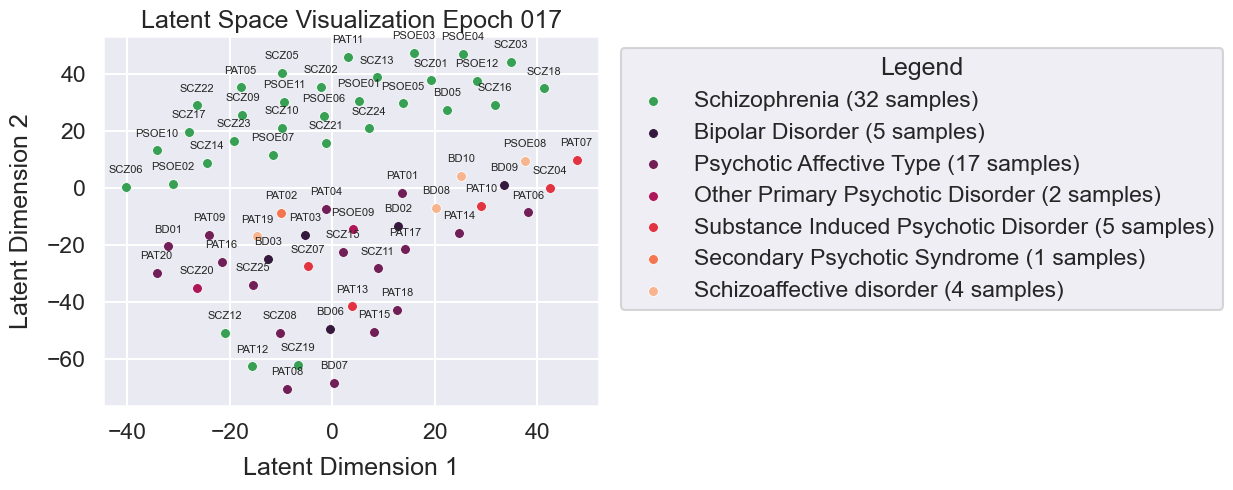 Latent Space Visualization Epoch 017
Latent Dimension 2
40
20
0
−20
−40
−60
PAT11
PSOE03
PSOE04
SCZ03
SCZ05
SCZ13
SCZ01
PSOE12
SCZ18
PAT05
SCZ02
SCZ22
PSOE11
PSOE01
PSOE05
BD05
SCZ16
SCZ09
PSOE06
SCZ17
SCZ10
SCZ24
PSOE10
SCZ23
SCZ21
SCZ14
PSOE07
SCZ06
PSOE02
PSOE08
PAT07
BD10
BD09
SCZ04
PAT01
PAT02
PAT04
BD08
PAT10
PAT06
PAT09
PAT19
PAT03
PSOE09
BD02
PAT14
BD01
PAT16
BD03
SCZ15
PAT17
PAT20
SCZ07
SCZ11
SCZ20
SCZ25
PAT13
PAT18
SCZ12
SCZ08
BD06
PAT15
PAT12
SCZ19
PAT08
BD07
−40
−20
0
20
40
Latent Dimension 1
Legend
Schizophrenia (32 samples)
Bipolar Disorder (5 samples)
Psychotic Affective Type (17 samples)
Other Primary Psychotic Disorder (2 samples)
Substance Induced Psychotic Disorder (5 samples)
Secondary Psychotic Syndrome (1 samples)
Schizoaffective disorder (4 samples)